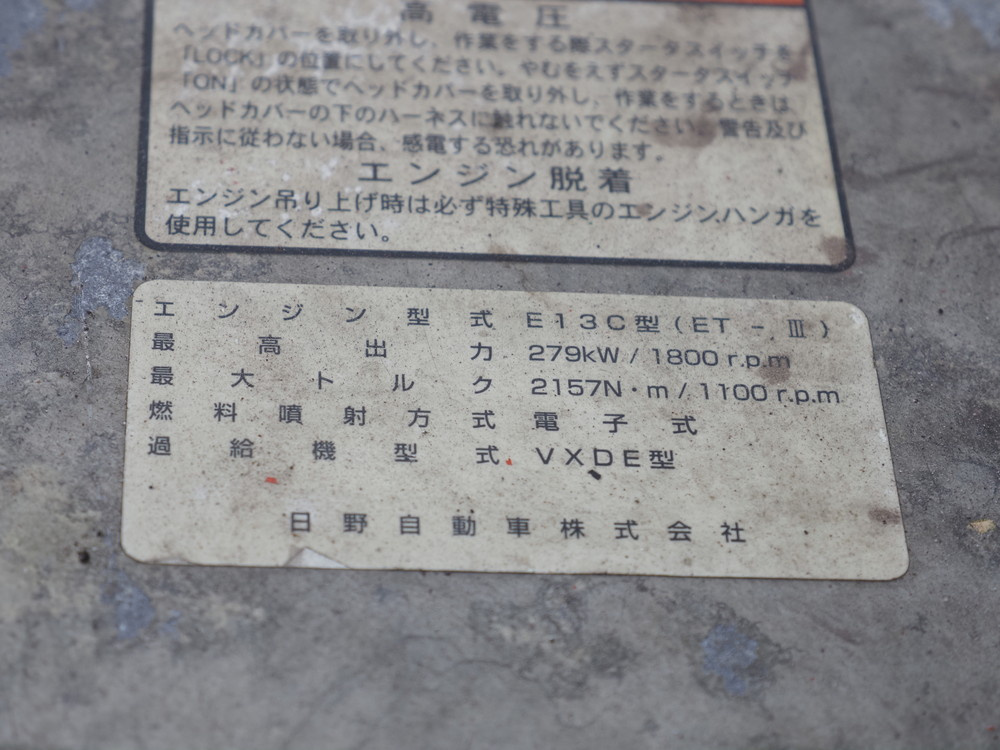 高電圧
ヘッドカバーを取り外し、作業をする際スタータスイッチを
「LOCK」の位置にしてください。やむをえずスタータスイッチ
「ON」の状態でヘッドカバーを取り外し、作業をするときは
ヘッドカバーの下のハーネスに触れないでください。警告及び
指示に従わない場合、感電する恐れがあります。
エンジン脱着
エンジン吊り上げ時は必ず特殊工具のエンジンハンガを
使用してください。
エンジン型式 E13C型(ET-Ⅲ)
最高出力 279kW/1800r.p.m
最大トルク 2157N・m/1100r.p.m
燃料噴射方式 電子式
過給機型式 VXDE型
日野自動車株式会社